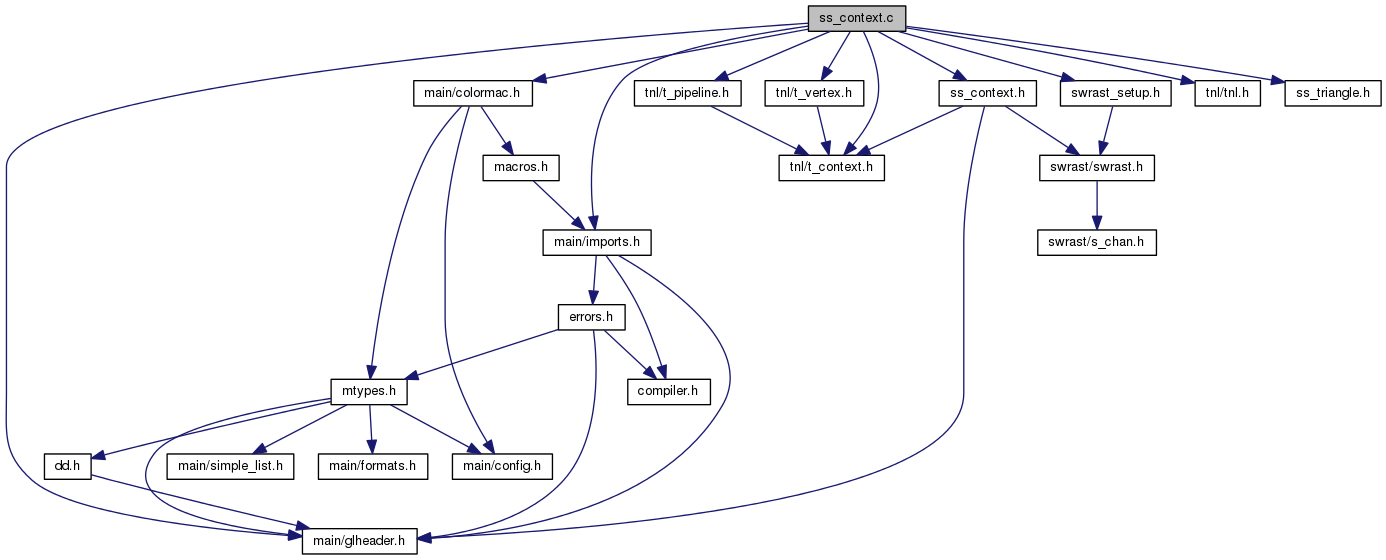 ss_context.c
main/colormac.h
tnl/t_pipeline.h
tnl/t_vertex.h
ss_context.h
swrast_setup.h
tnl/tnl.h
ss_triangle.h
macros.h
tnl/t_context.h
swrast/swrast.h
main/imports.h
swrast/s_chan.h
errors.h
mtypes.h
compiler.h
dd.h
main/simple_list.h
main/formats.h
main/config.h
main/glheader.h